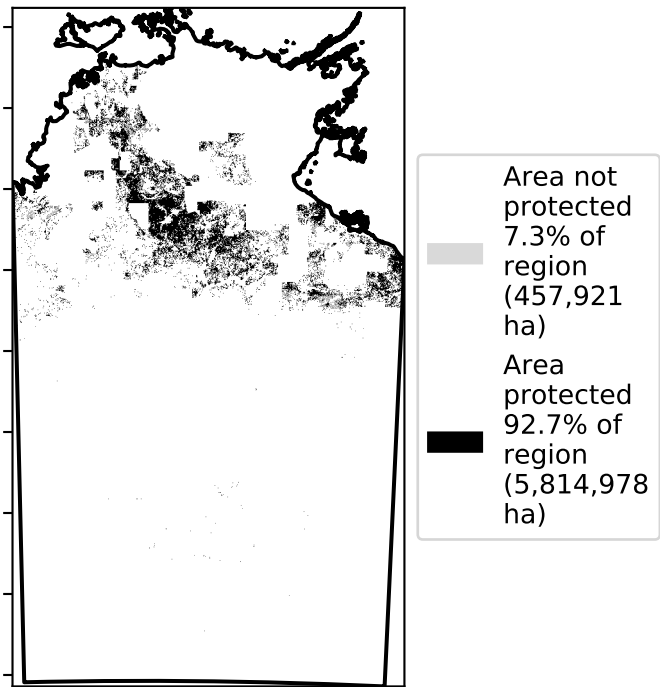 Area not
protected
7.3% of
region
(457,921
ha)
Area
protected
92.7% of
region
(5,814,978
ha)